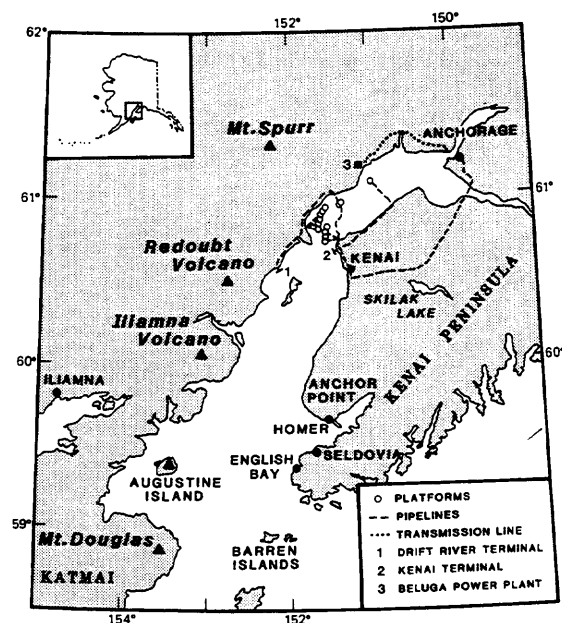 152°
150°
62°
Mt. Spurr
ANCHORAGE
3
61°
61°
2
KENAI
Redoubt
Volcano
1
SKILAK
LAKE
Iliamna
Volcano
KENAI PENINSULA
60°
60°
ILIAMNA
ANCHOR
POINT
HOMER
SELDOVIA
ENGLISH
BAY
AUGUSTINE
ISLAND
59°
Mt. Douglas
BARREN
ISLANDS
KATMAI
PLATFORMS
PIPELINES
TRANSMISSION LINE
1 DRIFT RIVER TERMINAL
2 KENAI TERMINAL
3 BELUGA POWER PLANT
154°
152°